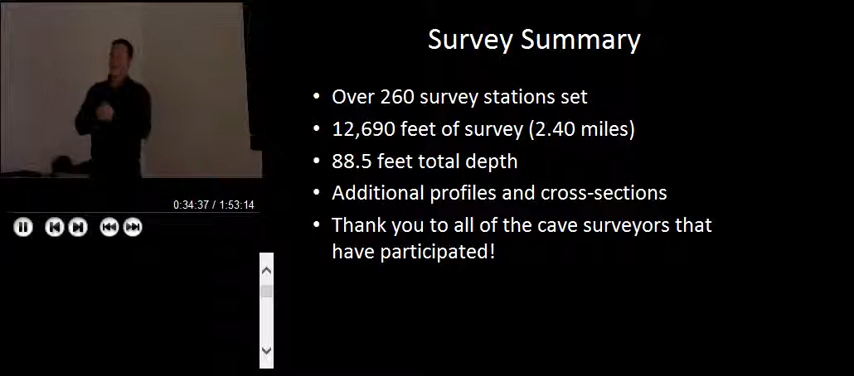 Survey Summary
• Over 260 survey stations set
• 12,690 feet of survey (2.40 miles)
• 88.5 feet total depth
• Additional profiles and cross-sections
• Thank you to all of the cave surveyors that
have participated!
0:34:37 / 1:53:14